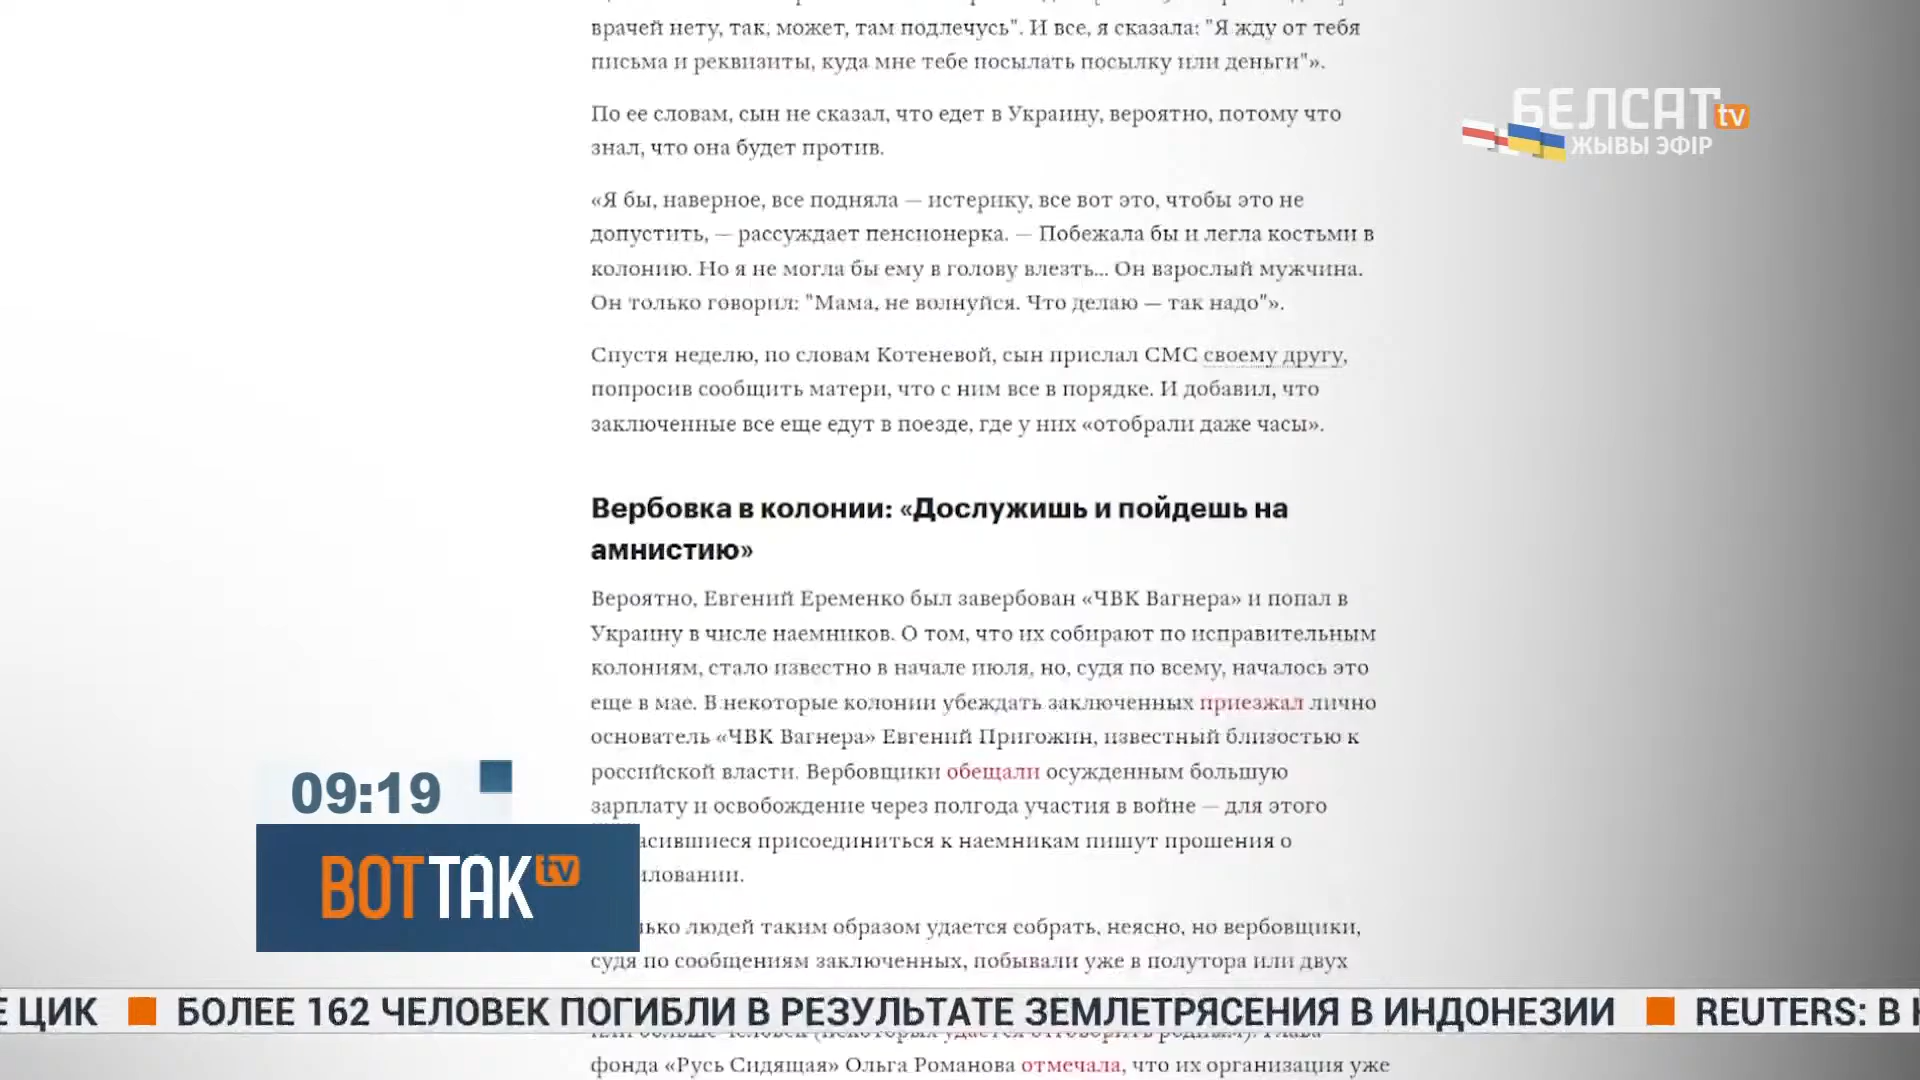 врачей нету, так, может, там подлечусь". И все, я сказала: "Я жду от тебя
письма и реквизиты, куда мне тебе посылать посылку или деньги"».
По ее словам, сын не сказал, что едет в Украину, вероятно, потому что
знал, что она будет против.
«Я бы, наверное, все подняла — истерику, все вот это, чтобы это не
допустить, — рассуждает пенсионерка. — Побежала бы и легла костьми в
колонию. Но я не могла бы ему в голову влезть... Он взрослый мужчина.
Он только говорил: "Мама, не волнуйся. Что делаю — так надо"».
Спустя неделю, по словам Котеневой, сын прислал СМС своему другу,
попросив сообщить матери, что с ним все в порядке. И добавил, что
заключенные все еще едут в поезде, где у них «отобрали даже часы».
Вербовка в колонии: «Дослужишь и пойдешь на
амнистию»
Вероятно, Евгений Еременко был завербован «ЧВК Вагнера» и попал в
Украину в числе наемников. О том, что их собирают по исправительным
колониям, стало известно в начале июля, но, судя по всему, началось это
еще в мае. В некоторые колонии убеждать заключенных приезжал лично
основатель «ЧВК Вагнера» Евгений Пригожин, известный близостью к
российской власти. Вербовщики обещали осужденным большую
зарплату и освобождение через полгода участия в войне — для этого
асившиеся присоединиться к наемникам пишут прошения о
иловании.
ько людей таким образом удается собрать, неясно, но вербовщики,
судя по сообщениям заключенных, побывали уже в полутора или двух
фонда «Русь Сидящая» Ольга Романова отмечала, что их организация уже
БЕЛСАТ tv
ЖЫВЫ ЭФІР
09:19
ВОТТАК tv
Е ЦИК БОЛЕЕ 162 ЧЕЛОВЕК ПОГИБЛИ В РЕЗУЛЬТАТЕ ЗЕМЛЕТРЯСЕНИЯ В ИНДОНЕЗИИ REUTERS: В